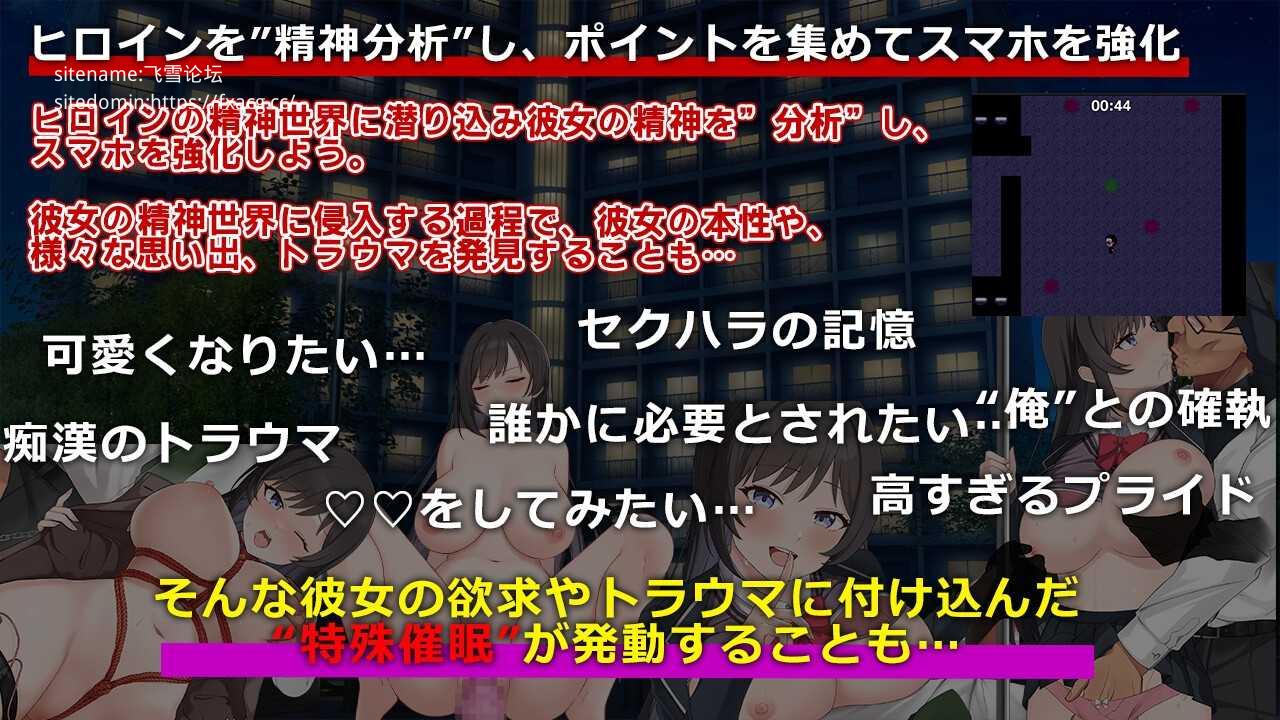 ヒロインを”精神分析”し、ポイントを集めてスマホを強化
sitename:飞雪论坛
sitedomin:https://fxacg.cc/
ヒロインの精神世界に潜り込み彼女の精神を”分析”し、
スマホを強化しよう。
00:44
彼女の精神世界に侵入する過程で、彼女の本性や、
様々な思い出、トラウマを発見することも…
セクハラの記憶
可愛くなりたい…
誰かに必要とされたい…
“俺”との確執
痴漢のトラウマ
♡♡をしてみたい…
高すぎるプライド
そんな彼女の欲求やトラウマに付け込んだ
“特殊催眠”が発動することも…